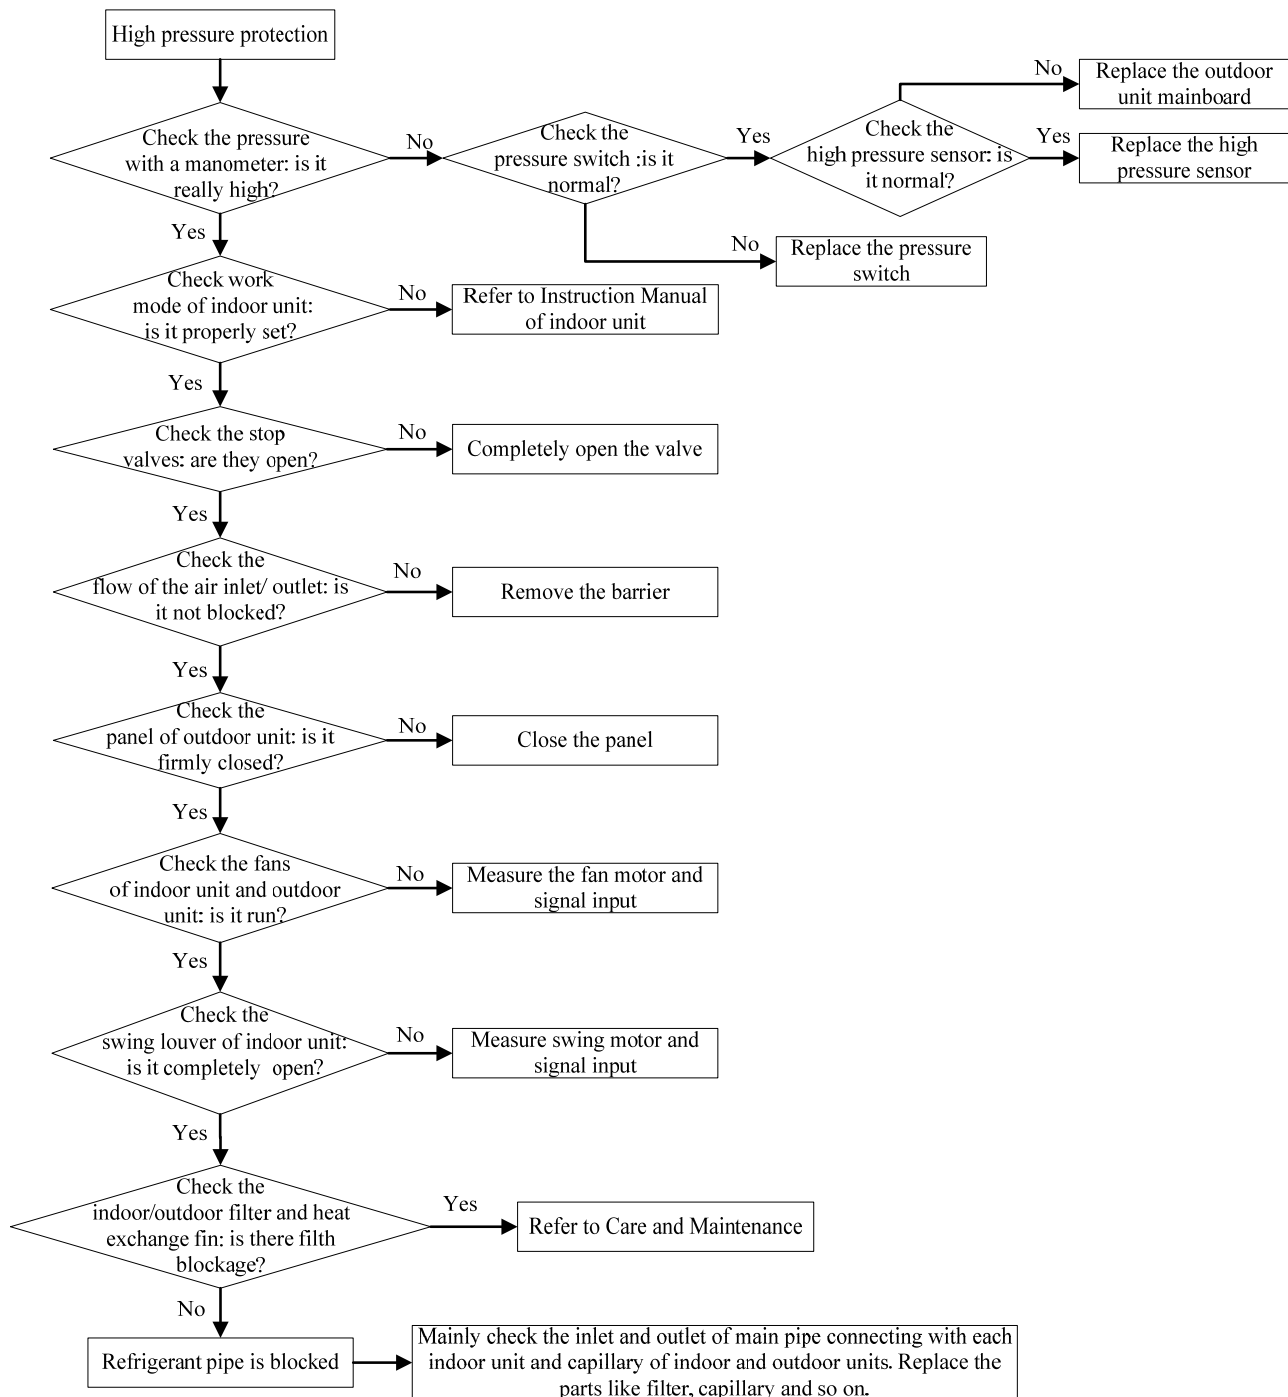 High pressure protection
Check the pressure
with a manometer: is it
really high?
No
Check the
pressure switch :is it
normal?
Yes
Check the
high pressure sensor: is
it normal?
No
Replace the outdoor
unit mainboard
Yes
Replace the high
pressure sensor
No
Replace the pressure
switch
Yes
Check work
mode of indoor unit:
is it properly set?
No
Refer to Instruction Manual
of indoor unit
Yes
Check the stop
valves: are they open?
No
Completely open the valve
Yes
Check the
flow of the air inlet/ outlet: is
it not blocked?
No
Remove the barrier
Yes
Check the
panel of outdoor unit: is it
firmly closed?
No
Close the panel
Yes
Check the fans
of indoor unit and outdoor
unit: is it run?
No
Measure the fan motor and
signal input
Yes
Check the
swing louver of indoor unit:
is it completely open?
No
Measure swing motor and
signal input
Yes
Check the
indoor/outdoor filter and heat
exchange fin: is there filth
blockage?
Yes
Refer to Care and Maintenance
No
Refrigerant pipe is blocked
Mainly check the inlet and outlet of main pipe connecting with each
indoor unit and capillary of indoor and outdoor units. Replace the
parts like filter, capillary and so on.